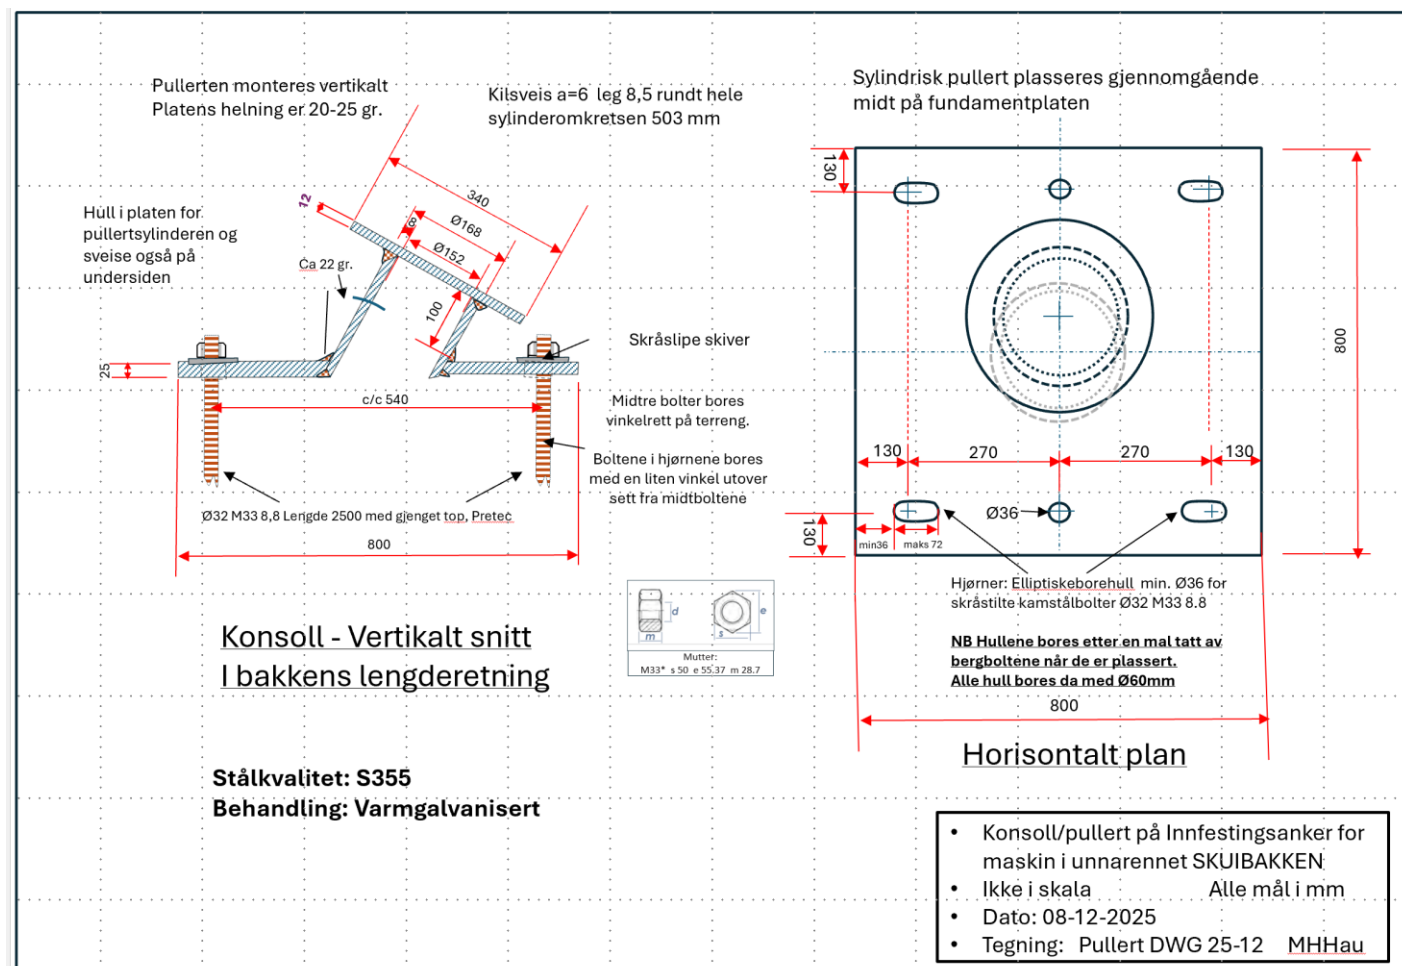 Pullerten monteres vertikalt
Platens helning er 20-25 gr.
Kilsveis a=6 leg 8,5 rundt hele
sylinderomkretsen 503 mm
Sylindrisk pullert plasseres gjennomgående
midt på fundamentplaten
Hull i platen for
pullertsylinderen og
sveise også på
undersiden
12
340
8
Ø168
Ø152
Ca 22 gr.
100
25
c/c 540
Skråslipe skiver
Midtre bolter bores
vinkelrett på terreng.
Boltene i hjørnene bores
med en liten vinkel utover
sett fra midtboltene
Ø32 M33 8,8 Lengde 2500 med gjenget top, Pretec
800
130
800
130
270
270
130
Ø36
130
min36
maks 72
Hjørner: Elliptiskeborehull min. Ø36 for
skråstilte kamstålbolter Ø32 M33 8.8
NB Hullene bores etter en mal tatt av
bergboltene når de er plassert.
Alle hull bores da med Ø60mm
800
d
e
m
s
Mutter:
M33* s 50 e 55.37 m 28.7
Konsoll - Vertikalt snitt
I bakkens lengderetning
Horisontalt plan
Stålkvalitet: S355
Behandling: Varmgalvanisert
• Konsoll/pullert på Innfestingsanker for
maskin i unnarennet SKUIBAKKEN
• Ikke i skala Alle mål i mm
• Dato: 08-12-2025
• Tegning: Pullert DWG 25-12 MHHau